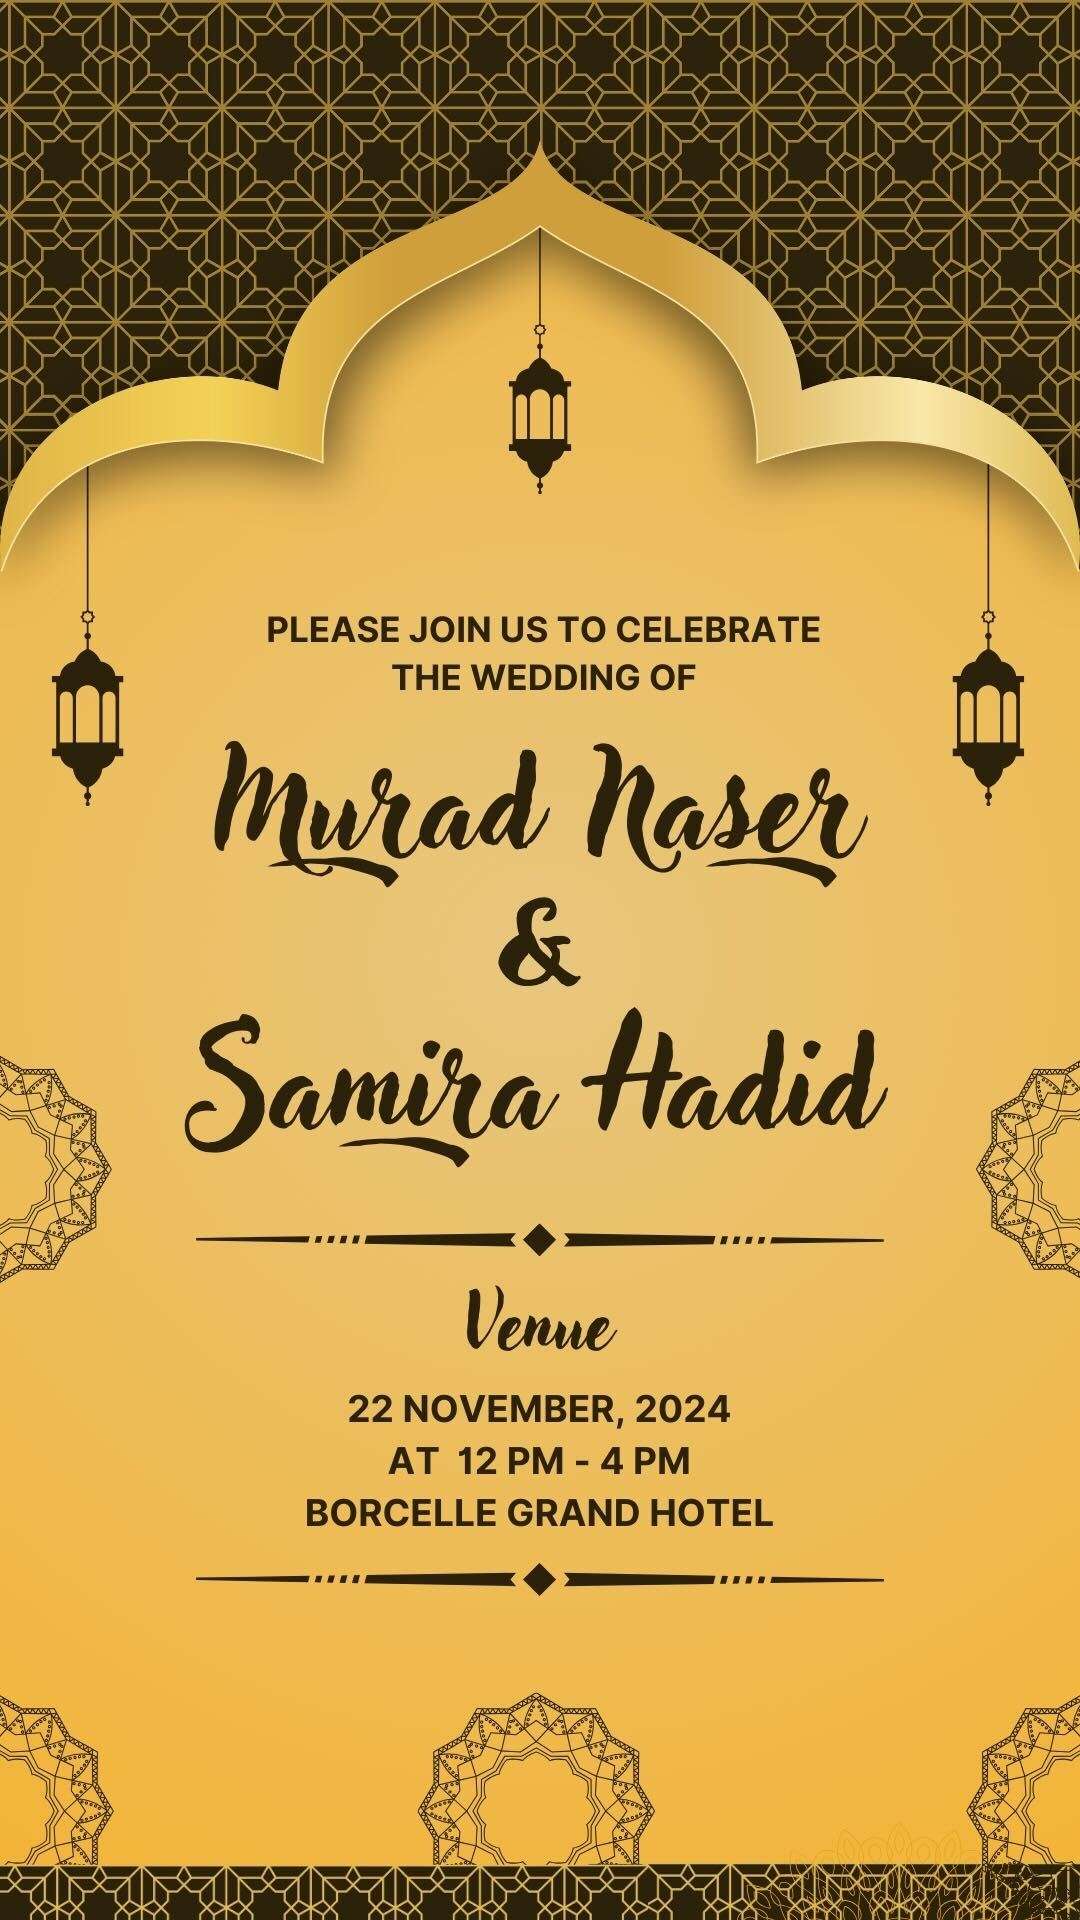 PLEASE JOIN US TO CELEBRATE
THE WEDDING OF
Murad Naser
&
Samira Hadid
Venue
22 NOVEMBER, 2024
AT 12 PM - 4 PM
BORCELLE GRAND HOTEL